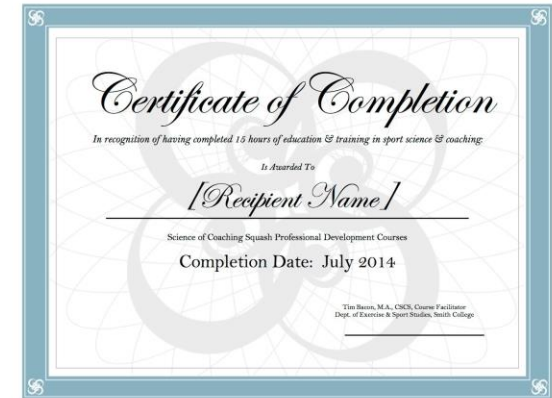 Certificate of Completion
In recognition of having completed 15 hours of education & training in sport science & coaching:
Is Awarded To
[Recipient Name]
Science of Coaching Squash Professional Development Courses
Completion Date: July 2014
Tim Bacon, M.A., CSCS, Course Facilitator
Dept. of Exercise & Sport Studies, Smith College